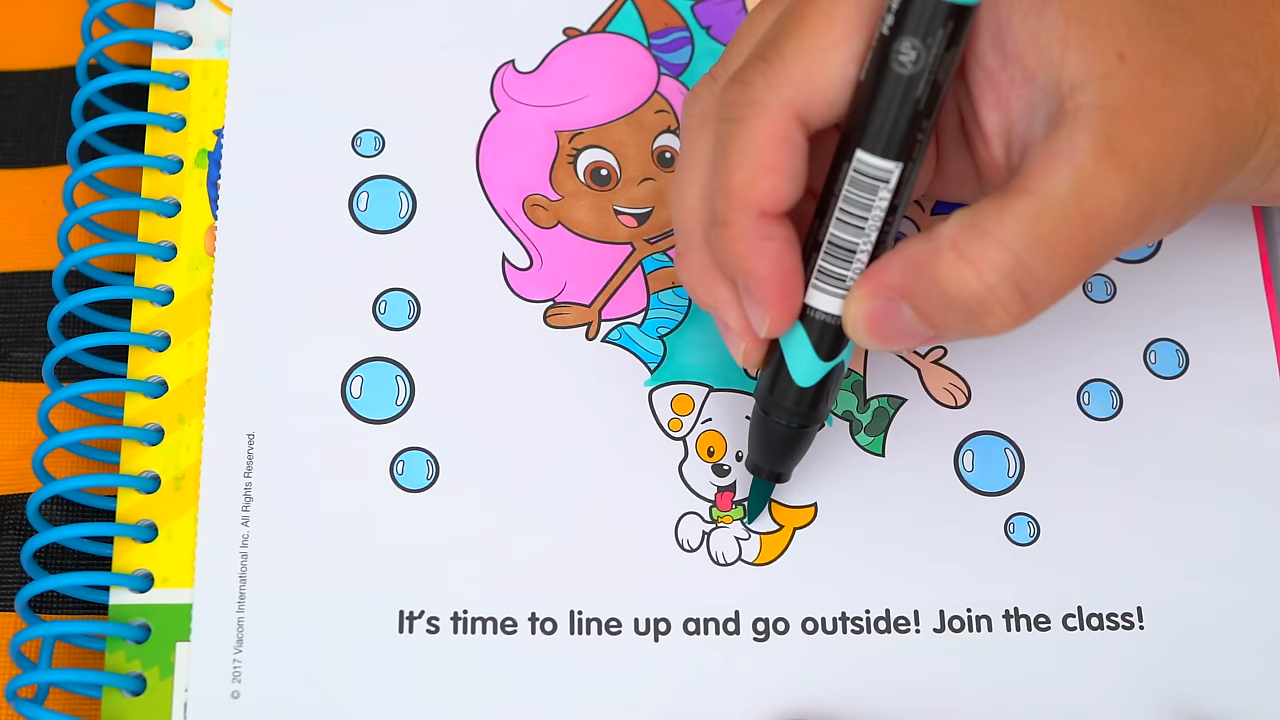 It's time to line up and go outside! Join the class!
© 2017 Viacom International Inc. All Rights Reserved.